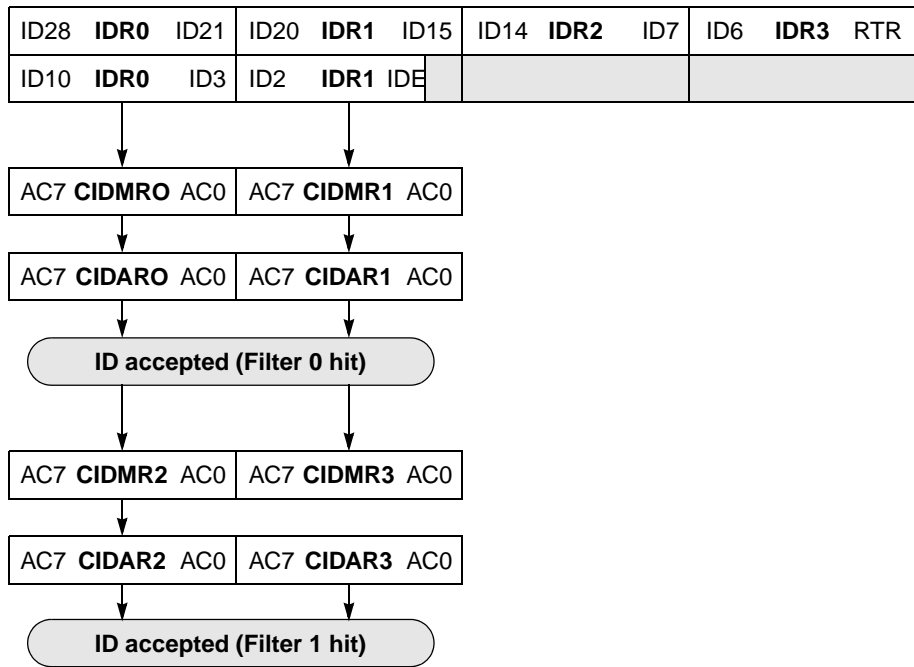 ID28 IDR0 ID21 ID20 IDR1 ID15 ID14 IDR2 ID7 ID6 IDR3 RTR
ID10 IDR0 ID3 ID2 IDR1 IDE
AC7 CIDMRO AC0 AC7 CIDMR1 AC0
AC7 CIDARO AC0 AC7 CIDAR1 AC0
ID accepted (Filter 0 hit)
AC7 CIDMR2 AC0 AC7 CIDMR3 AC0
AC7 CIDAR2 AC0 AC7 CIDAR3 AC0
ID accepted (Filter 1 hit)